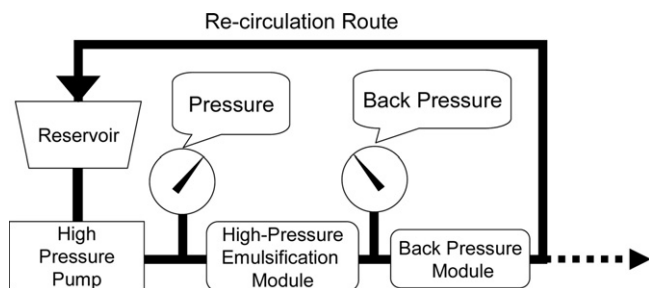 Re-circulation Route
Pressure
Back Pressure
Reservoir
High
Pressure
Pump
High-Pressure
Emulsification
Module
Back Pressure
Module